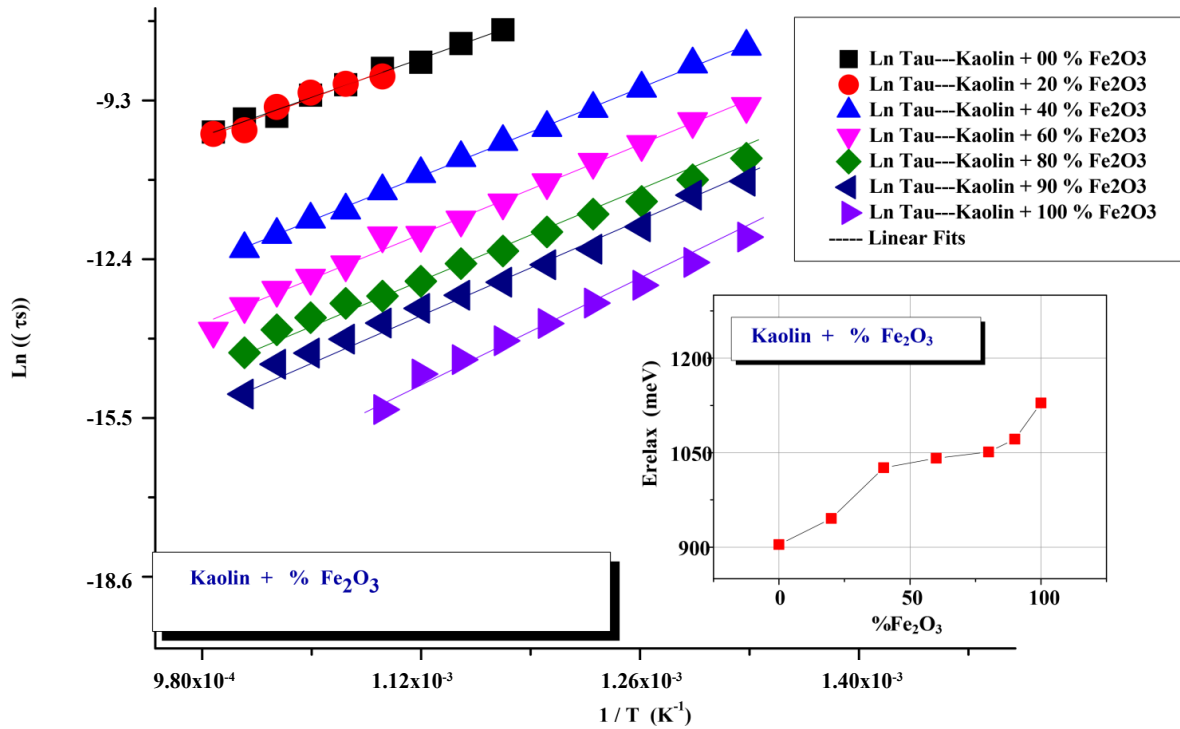 Ln Tau---Kaolin + 00 % Fe2O3
Ln Tau---Kaolin + 20 % Fe2O3
Ln Tau---Kaolin + 40 % Fe2O3
Ln Tau---Kaolin + 60 % Fe2O3
Ln Tau---Kaolin + 80 % Fe2O3
Ln Tau---Kaolin + 90 % Fe2O3
Ln Tau---Kaolin + 100 % Fe2O3
----- Linear Fits
-9.3
-12.4
-15.5
-18.6
Ln (( τs))
Kaolin + % Fe₂O₃
1200
1050
900
Erelax (meV)
0 50 100
%Fe₂O₃
Kaolin + % Fe₂O₃
9.80x10⁻⁴ 1.12x10⁻³ 1.26x10⁻³ 1.40x10⁻³
1 / T (K⁻¹)